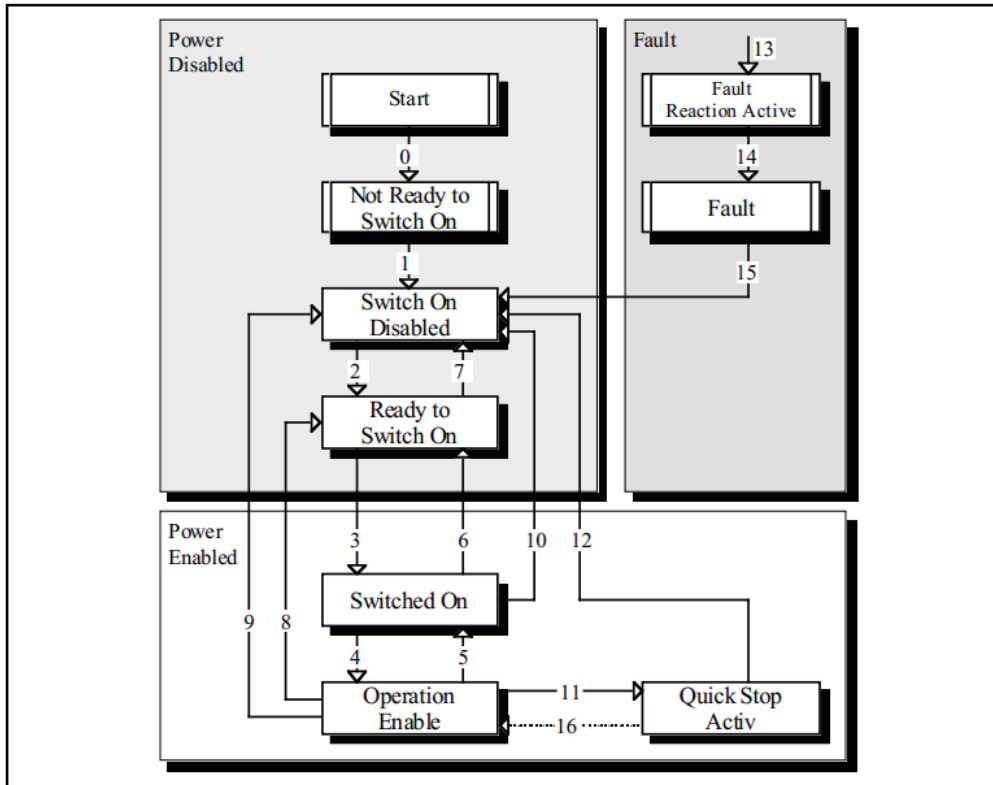 Power
Disabled
Start
0
Not Ready to
Switch On
1
Switch On
Disabled
2
7
Ready to
Switch On
Fault
13
Fault
Reaction Active
14
Fault
15
Power
Enabled
3
6
10
12
Switched On
9
8
4
5
Operation
Enable
11
16
Quick Stop
Activ